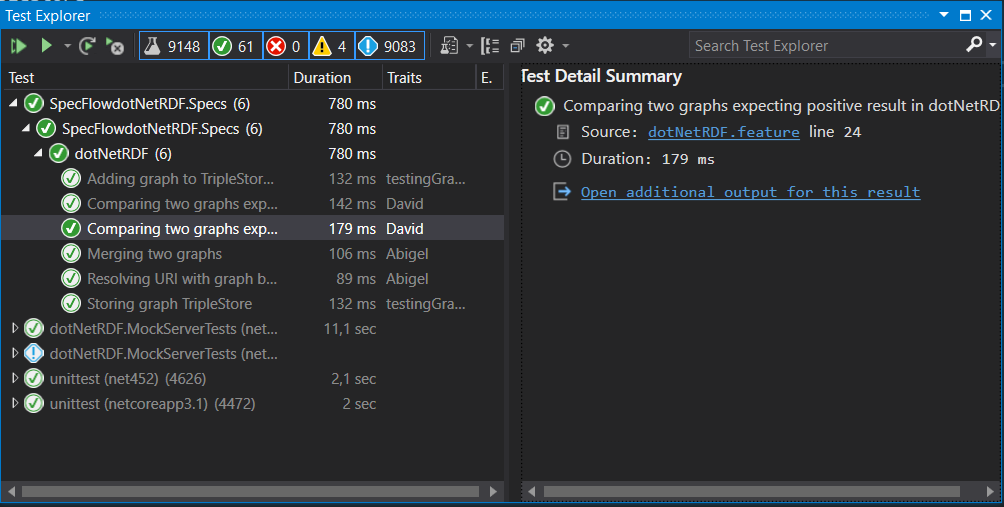 Test Explorer
9148 61 0 4 9083 Search Test Explorer
Test Duration Traits E.
SpecFlowdotNetRDF.Specs (6) 780 ms
SpecFlowdotNetRDF.Specs (6) 780 ms
dotNetRDF (6) 780 ms
Adding graph to TripleStor... 132 ms testingGra...
Comparing two graphs exp... 142 ms David
Comparing two graphs exp... 179 ms David
Merging two graphs 106 ms Abigel
Resolving URI with graph b... 89 ms Abigel
Storing graph TripleStore 132 ms testingGra...
dotNetRDF.MockServerTests (net... 11,1 sec
dotNetRDF.MockServerTests (net...
unittest (net452) (4626) 2,1 sec
unittest (netcoreapp3.1) (4472) 2 sec
Test Detail Summary
Comparing two graphs expecting positive result in dotNetRD
Source: dotNetRDF.feature line 24
Duration: 179 ms
Open additional output for this result